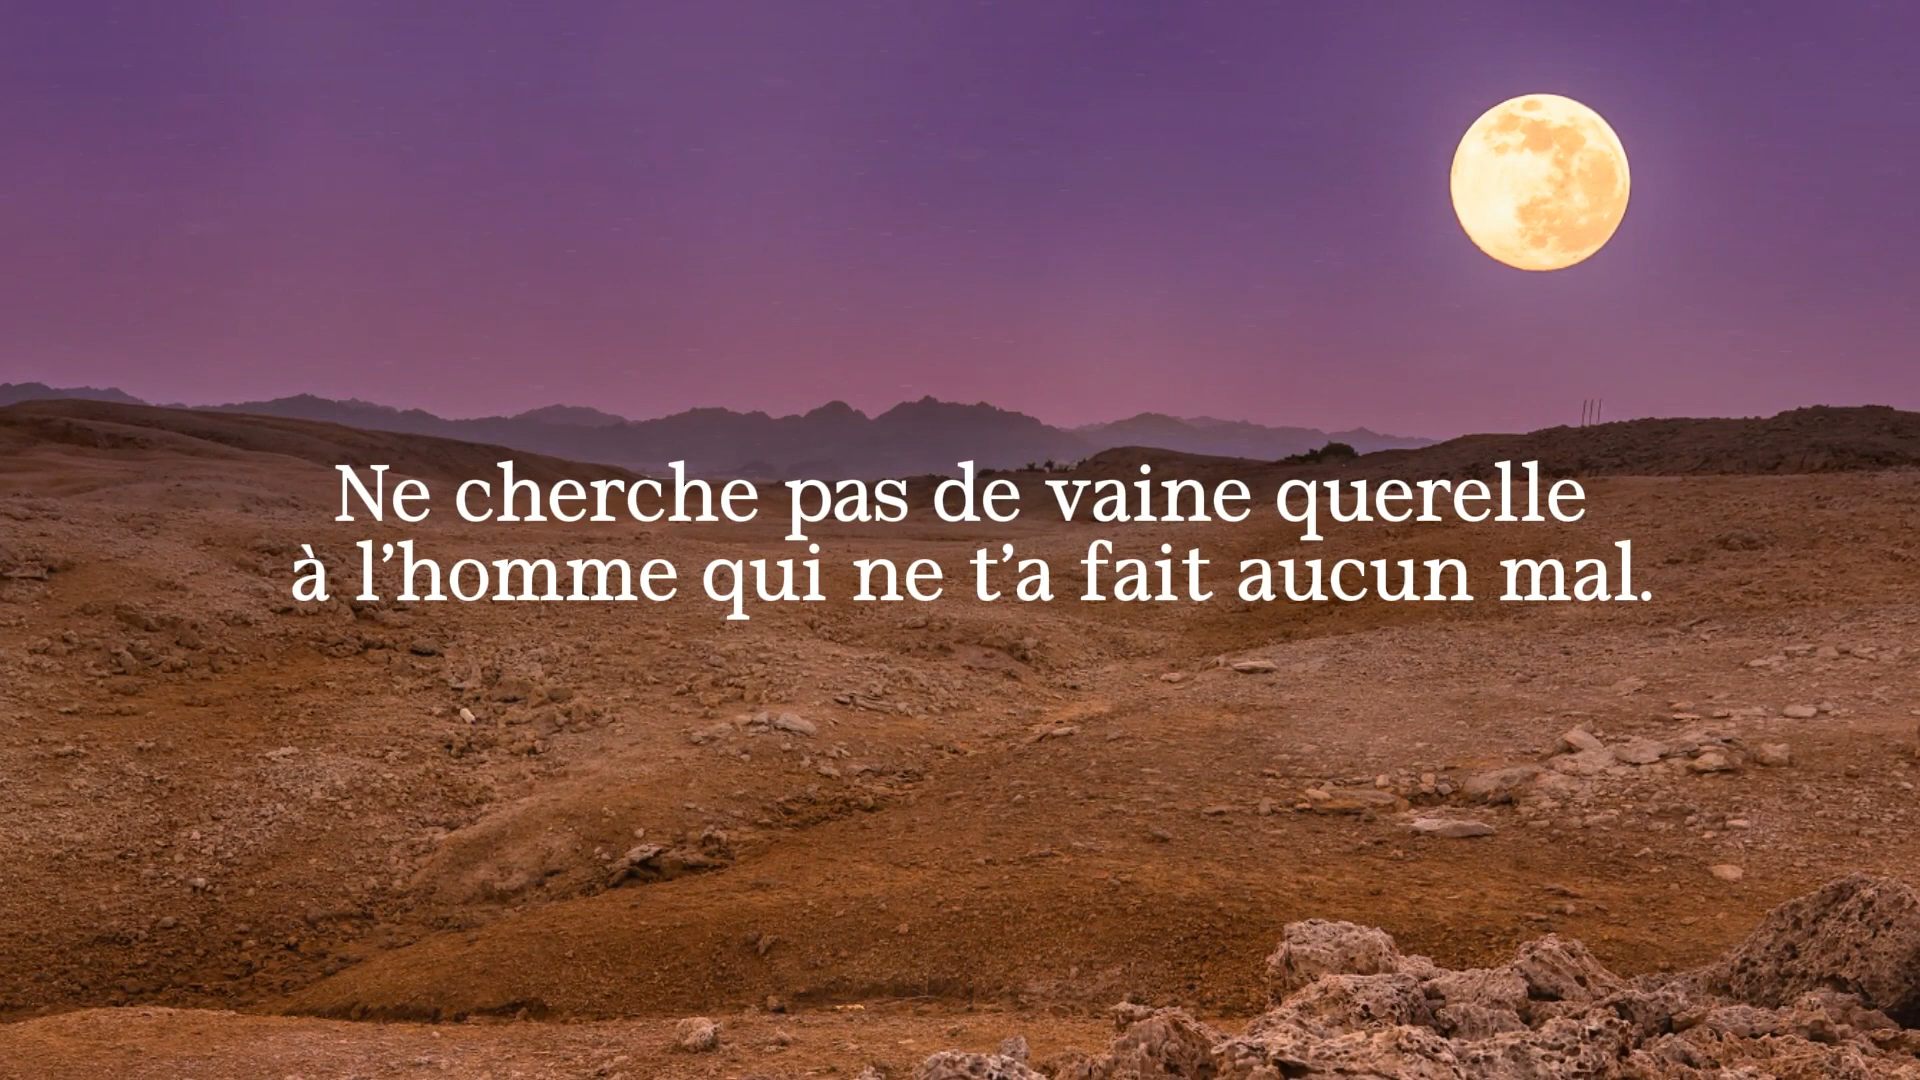 Ne cherche pas de vaine querelle
à l’homme qui ne t’a fait aucun mal.